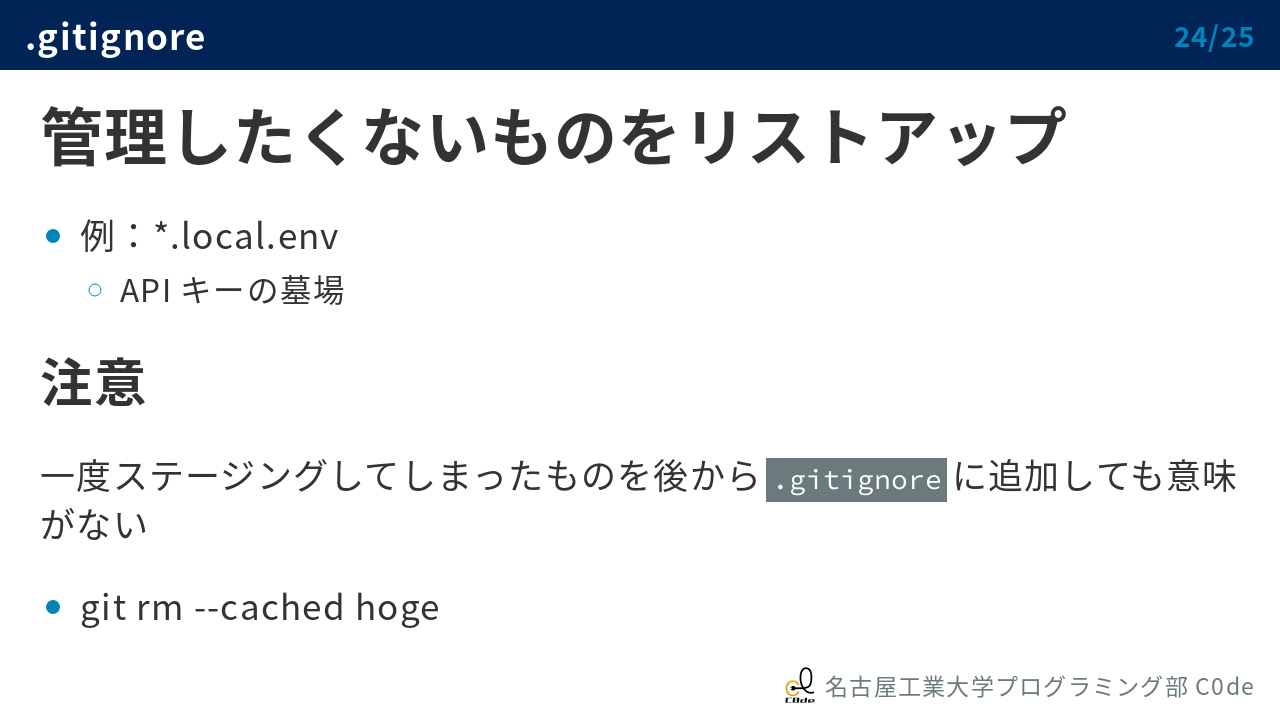 .gitignore
24/25
管理したくないものをリストアップ
例：*.local.env
API キーの墓場
注意
一度ステージングしてしまったものを後から .gitignore に追加しても意味
がない
git rm --cached hoge
C0de
名古屋工業大学プログラミング部 C0de